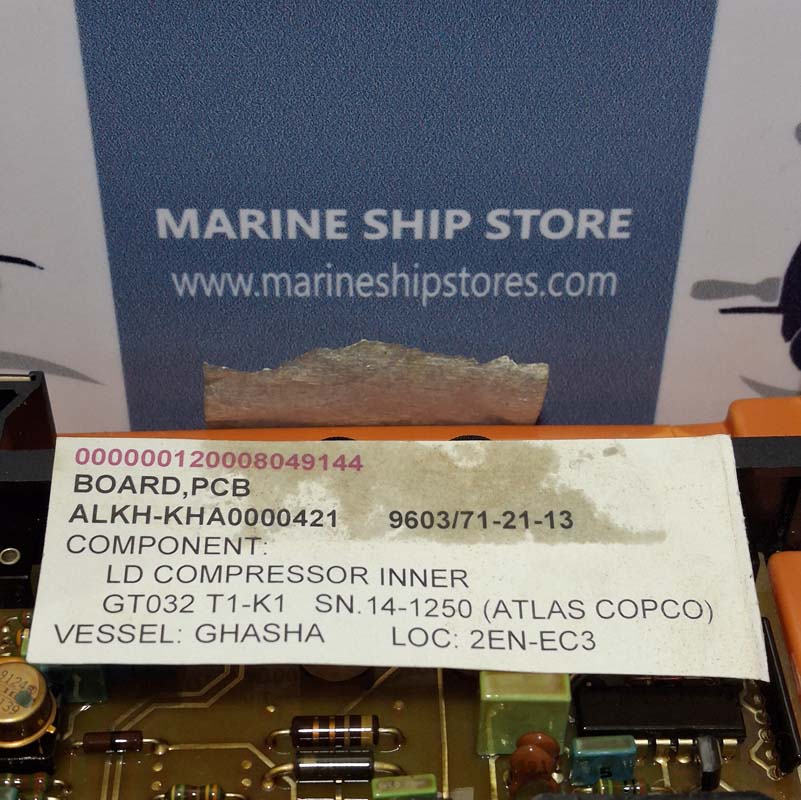 MARINE SHIP STORE
www.marineshipstores.com
000000120008049144
BOARD,PCB
ALKH-KHA0000421 9603/71-21-13
COMPONENT:
LD COMPRESSOR INNER
GT032 T1-K1 SN.14-1250 (ATLAS COPCO)
VESSEL: GHASHA LOC: 2EN-EC3